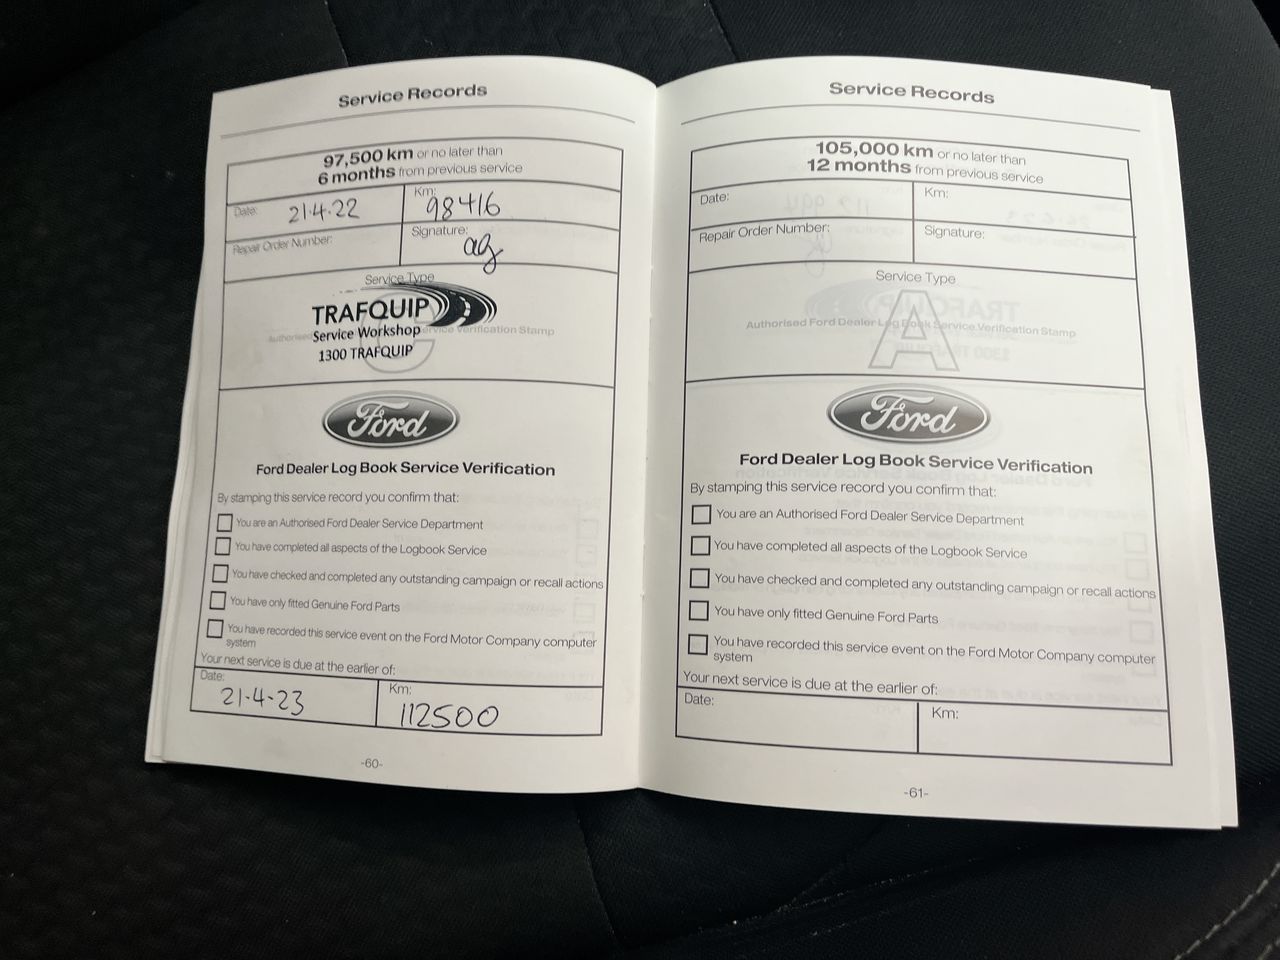 Service Records
97,500 km or no later than
6 months from previous service
Date: 21.4.22
Km: 98416
Repair Order Number:
Signature: ag
Service Type
TRAFQUIP
Authorised Service Workshop Service Verification Stamp
1300 TRAFQUIP
C
Ford
Ford Dealer Log Book Service Verification
By stamping this service record you confirm that:
You are an Authorised Ford Dealer Service Department
You have completed all aspects of the Logbook Service
You have checked and completed any outstanding campaign or recall actions
You have only fitted Genuine Ford Parts
You have recorded this service event on the Ford Motor Company computer
system
Your next service is due at the earlier of:
Date: 21-4-23
Km: 112500
-60-
Service Records
105,000 km or no later than
12 months from previous service
Date:
Km:
Repair Order Number:
Signature:
Service Type
A
Authorised Ford Dealer Log Book Service Verification Stamp
Ford
Ford Dealer Log Book Service Verification
By stamping this service record you confirm that:
You are an Authorised Ford Dealer Service Department
You have completed all aspects of the Logbook Service
You have checked and completed any outstanding campaign or recall actions
You have only fitted Genuine Ford Parts
You have recorded this service event on the Ford Motor Company computer
system
Your next service is due at the earlier of:
Date:
Km:
-61-